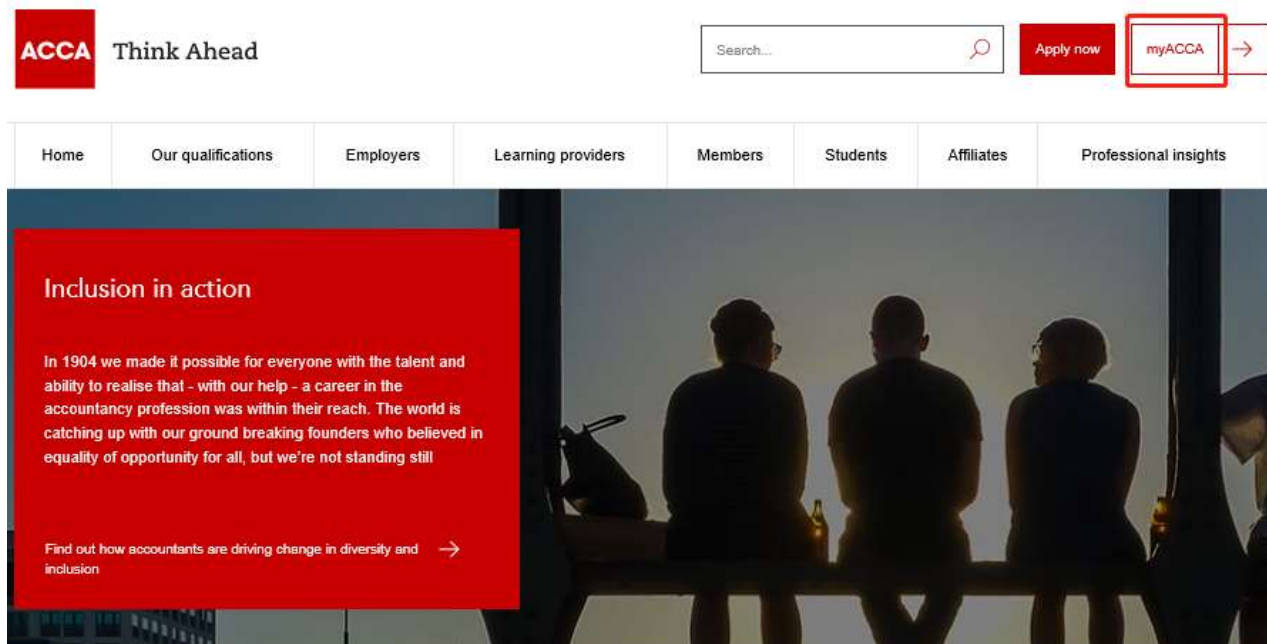 ACCA Think Ahead
Search...
Apply now
myACCA
Home Our qualifications Employers Learning providers Members Students Affiliates Professional insights
Inclusion in action
In 1904 we made it possible for everyone with the talent and
ability to realise that - with our help - a career in the
accountancy profession was within their reach. The world is
catching up with our ground breaking founders who believed in
equality of opportunity for all, but we're not standing still
Find out how accountants are driving change in diversity and
inclusion